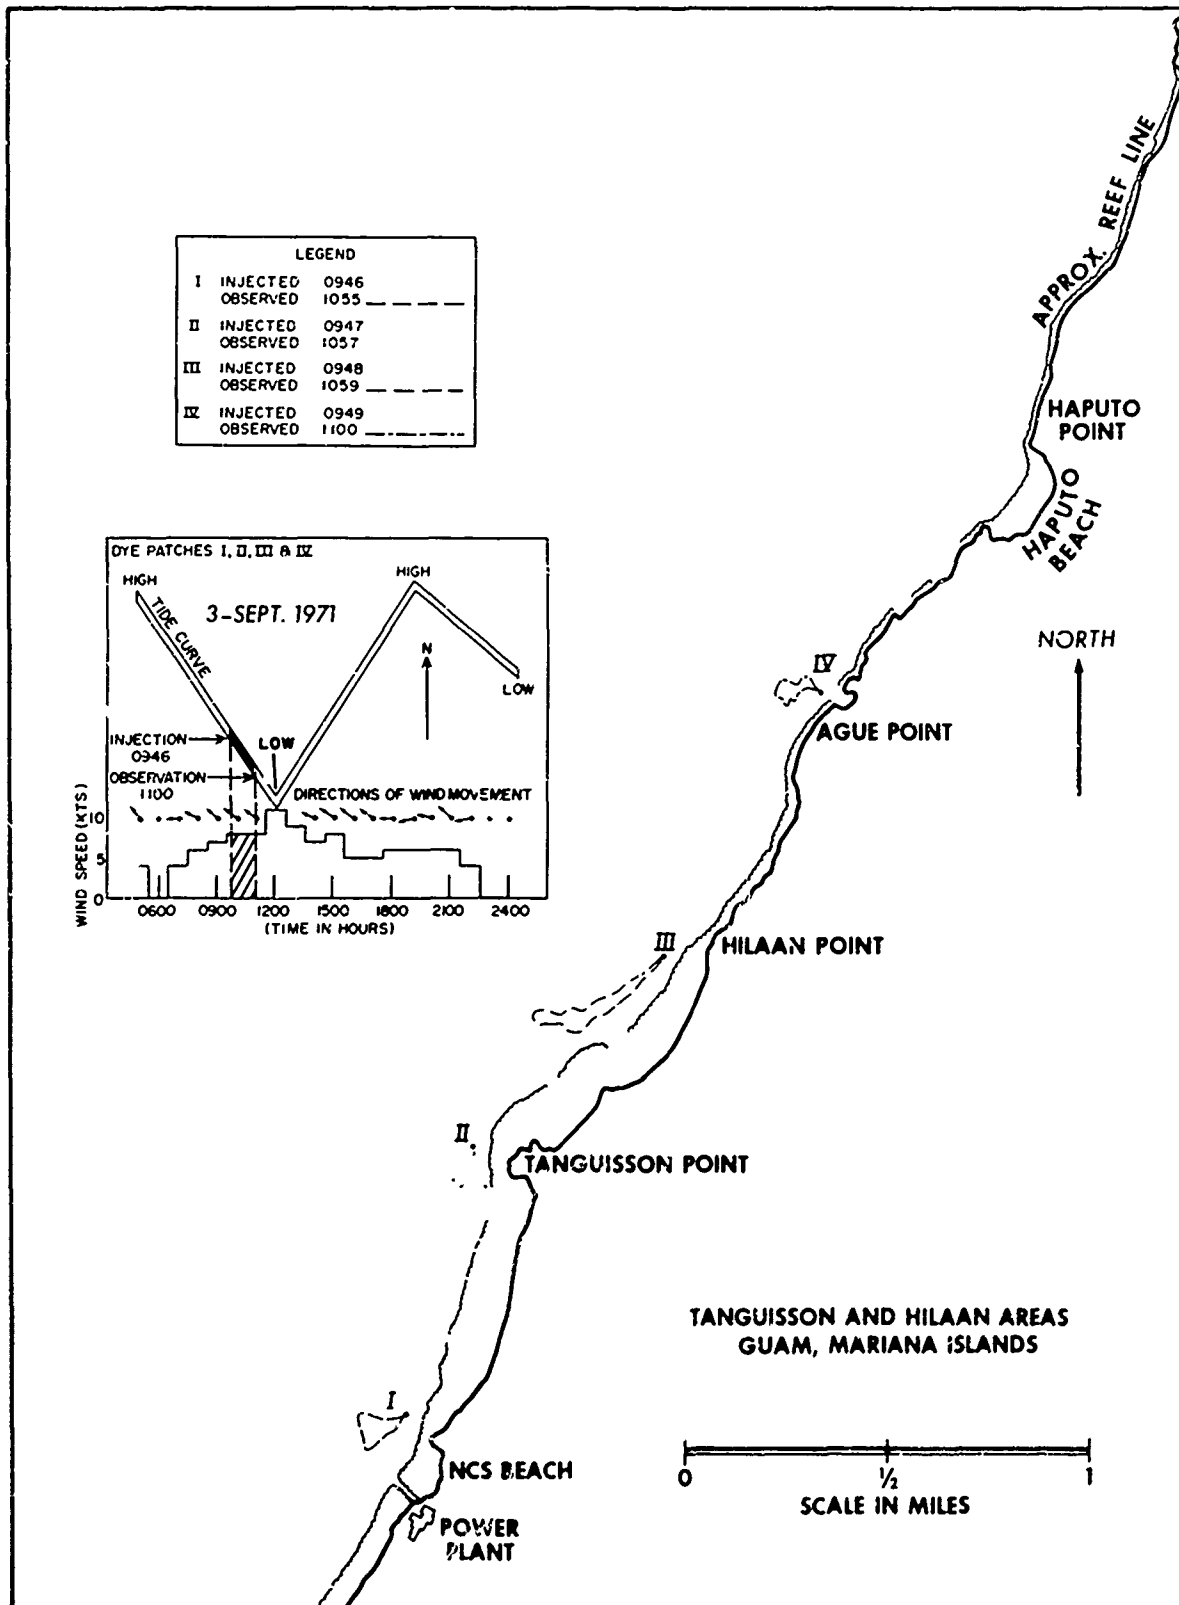 LEGEND
I INJECTED 0946
OBSERVED 1055
II INJECTED 0947
OBSERVED 1057
III INJECTED 0948
OBSERVED 1059
IV INJECTED 0949
OBSERVED 1100
APPROX. REEF LINE
HAPUTO
POINT
HAPUTO
BEACH
DYE PATCHES I, II, III & IV
HIGH
HIGH
TIDE CURVE
3-SEPT. 1971
N
LOW
INJECTION
0946
LOW
OBSERVATION
1100
DIRECTIONS OF WIND MOVEMENT
WIND SPEED (KTS)
10
5
0
0600 0900 1200 1500 1800 2100 2400
(TIME IN HOURS)
NORTH
IV
AGUE POINT
III
HILAAN POINT
II
TANGUISSON POINT
TANGUISSON AND HILAAN AREAS
GUAM, MARIANA ISLANDS
I
NCS BEACH
0 1/2 1
SCALE IN MILES
POWER
PLANT